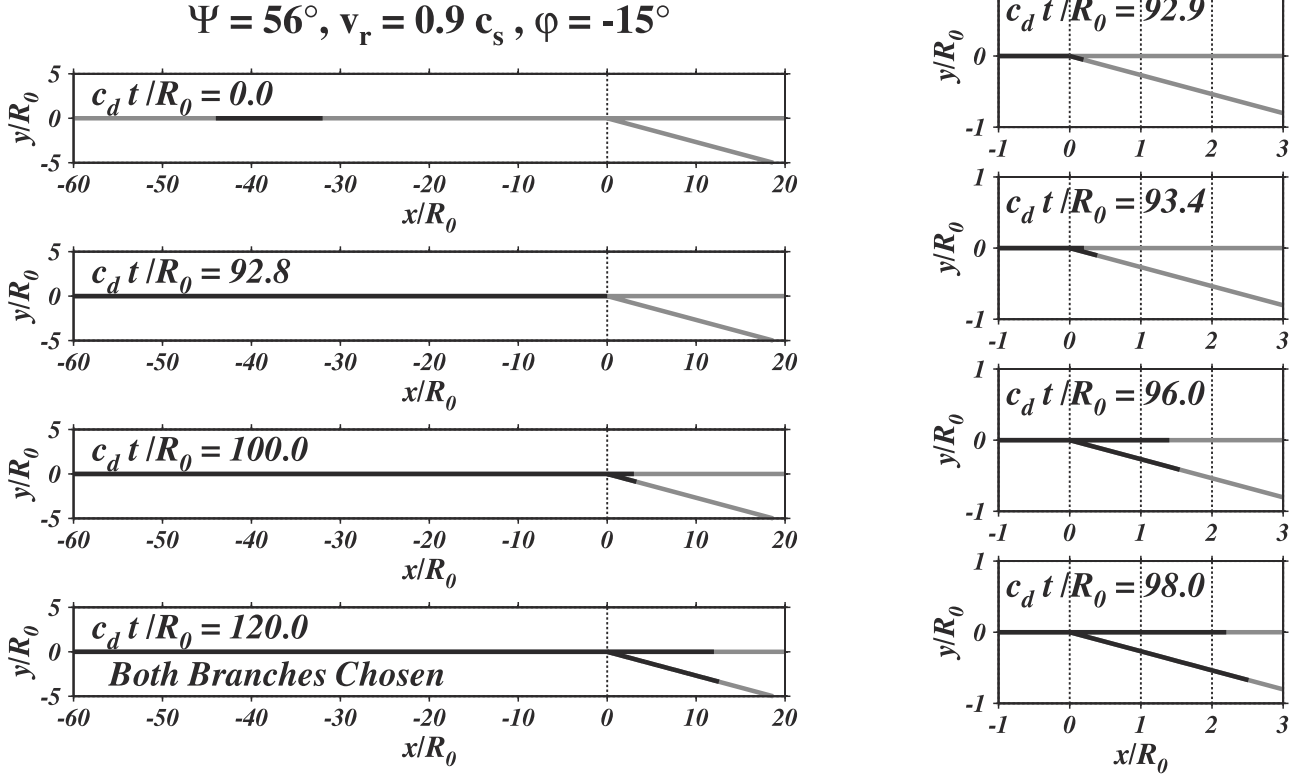 Ψ = 56°, v_r = 0.9 c_s , φ = -15°
5
c_d t /R_0 = 0.0
y/R_0
0
-5
-60 -50 -40 -30 -20 -10 0 10 20
x/R_0
5
c_d t /R_0 = 92.8
y/R_0
0
-5
-60 -50 -40 -30 -20 -10 0 10 20
x/R_0
5
c_d t /R_0 = 100.0
y/R_0
0
-5
-60 -50 -40 -30 -20 -10 0 10 20
x/R_0
5
c_d t /R_0 = 120.0
y/R_0
0
Both Branches Chosen
-5
-60 -50 -40 -30 -20 -10 0 10 20
x/R_0
c_d t /R_0 = 92.9
y/R_0
0
-1
-1 0 1 2 3
1
c_d t /R_0 = 93.4
y/R_0
0
-1
-1 0 1 2 3
1
c_d t /R_0 = 96.0
y/R_0
0
-1
-1 0 1 2 3
1
c_d t /R_0 = 98.0
y/R_0
0
-1
-1 0 1 2 3
x/R_0